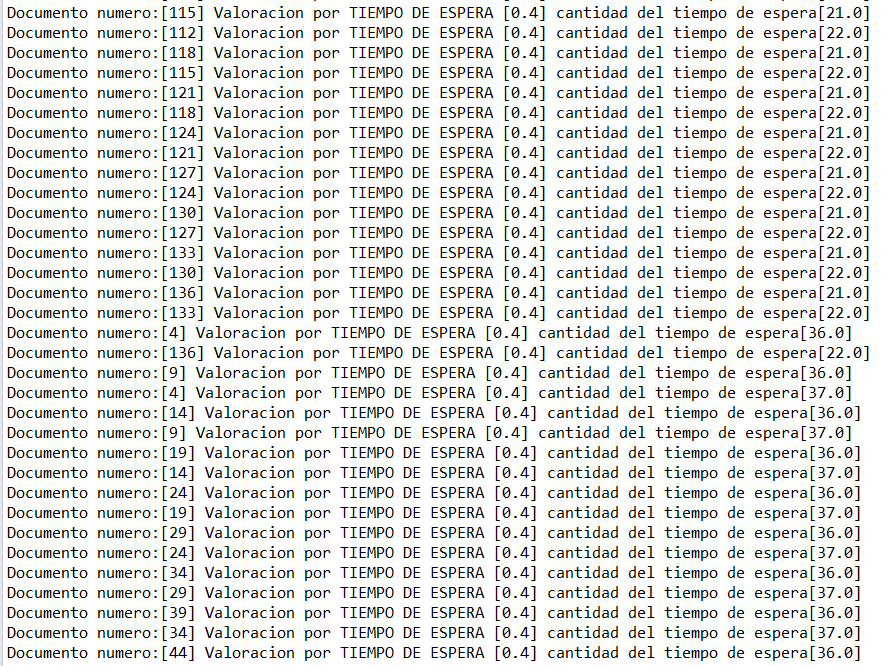 Documento numero:[115] Valoracion por TIEMPO DE ESPERA [0.4] cantidad del tiempo de espera[21.0]
Documento numero:[112] Valoracion por TIEMPO DE ESPERA [0.4] cantidad del tiempo de espera[22.0]
Documento numero:[118] Valoracion por TIEMPO DE ESPERA [0.4] cantidad del tiempo de espera[21.0]
Documento numero:[115] Valoracion por TIEMPO DE ESPERA [0.4] cantidad del tiempo de espera[22.0]
Documento numero:[121] Valoracion por TIEMPO DE ESPERA [0.4] cantidad del tiempo de espera[21.0]
Documento numero:[118] Valoracion por TIEMPO DE ESPERA [0.4] cantidad del tiempo de espera[22.0]
Documento numero:[124] Valoracion por TIEMPO DE ESPERA [0.4] cantidad del tiempo de espera[21.0]
Documento numero:[121] Valoracion por TIEMPO DE ESPERA [0.4] cantidad del tiempo de espera[22.0]
Documento numero:[127] Valoracion por TIEMPO DE ESPERA [0.4] cantidad del tiempo de espera[21.0]
Documento numero:[124] Valoracion por TIEMPO DE ESPERA [0.4] cantidad del tiempo de espera[22.0]
Documento numero:[130] Valoracion por TIEMPO DE ESPERA [0.4] cantidad del tiempo de espera[21.0]
Documento numero:[127] Valoracion por TIEMPO DE ESPERA [0.4] cantidad del tiempo de espera[22.0]
Documento numero:[133] Valoracion por TIEMPO DE ESPERA [0.4] cantidad del tiempo de espera[21.0]
Documento numero:[130] Valoracion por TIEMPO DE ESPERA [0.4] cantidad del tiempo de espera[22.0]
Documento numero:[136] Valoracion por TIEMPO DE ESPERA [0.4] cantidad del tiempo de espera[21.0]
Documento numero:[133] Valoracion por TIEMPO DE ESPERA [0.4] cantidad del tiempo de espera[22.0]
Documento numero:[4] Valoracion por TIEMPO DE ESPERA [0.4] cantidad del tiempo de espera[36.0]
Documento numero:[136] Valoracion por TIEMPO DE ESPERA [0.4] cantidad del tiempo de espera[22.0]
Documento numero:[9] Valoracion por TIEMPO DE ESPERA [0.4] cantidad del tiempo de espera[36.0]
Documento numero:[4] Valoracion por TIEMPO DE ESPERA [0.4] cantidad del tiempo de espera[37.0]
Documento numero:[14] Valoracion por TIEMPO DE ESPERA [0.4] cantidad del tiempo de espera[36.0]
Documento numero:[9] Valoracion por TIEMPO DE ESPERA [0.4] cantidad del tiempo de espera[37.0]
Documento numero:[19] Valoracion por TIEMPO DE ESPERA [0.4] cantidad del tiempo de espera[36.0]
Documento numero:[14] Valoracion por TIEMPO DE ESPERA [0.4] cantidad del tiempo de espera[37.0]
Documento numero:[24] Valoracion por TIEMPO DE ESPERA [0.4] cantidad del tiempo de espera[36.0]
Documento numero:[19] Valoracion por TIEMPO DE ESPERA [0.4] cantidad del tiempo de espera[37.0]
Documento numero:[29] Valoracion por TIEMPO DE ESPERA [0.4] cantidad del tiempo de espera[36.0]
Documento numero:[24] Valoracion por TIEMPO DE ESPERA [0.4] cantidad del tiempo de espera[37.0]
Documento numero:[34] Valoracion por TIEMPO DE ESPERA [0.4] cantidad del tiempo de espera[36.0]
Documento numero:[29] Valoracion por TIEMPO DE ESPERA [0.4] cantidad del tiempo de espera[37.0]
Documento numero:[39] Valoracion por TIEMPO DE ESPERA [0.4] cantidad del tiempo de espera[36.0]
Documento numero:[34] Valoracion por TIEMPO DE ESPERA [0.4] cantidad del tiempo de espera[37.0]
Documento numero:[44] Valoracion por TIEMPO DE ESPERA [0.4] cantidad del tiempo de espera[36.0]